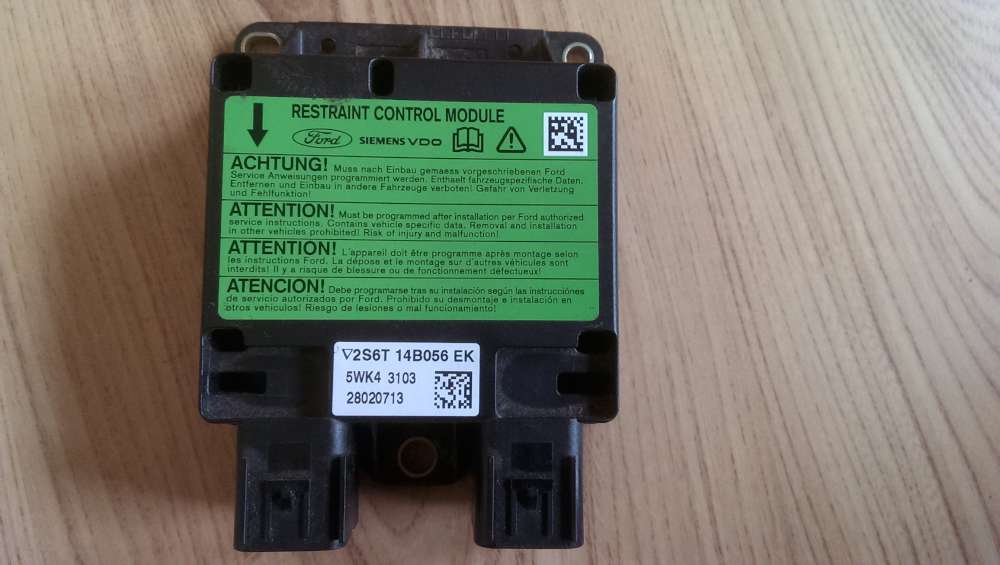 RESTRAINT CONTROL MODULE
Ford SIEMENS VDO
ACHTUNG! Muss nach Einbau gemaess vorgeschriebenen Ford
Service Anweisungen programmiert werden. Enthaelt fahrzeugspezifische Daten.
Entfernen und Einbau in andere Fahrzeuge verboten! Gefahr von Verletzung
und Fehlfunktion!
ATTENTION! Must be programmed after installation per Ford authorized
service instructions. Contains vehicle specific data. Removal and installation
in other vehicles prohibited! Risk of injury and malfunction!
ATTENTION! L'appareil doit être programme après montage selon
les instructions Ford. La dépose et le montage sur d'autres véhicules sont
interdits! Il y a risque de blessure ou de fonctionnement défectueux!
ATENCION! Debe programarse tras su instalación según las instrucciónes
de servicio autorizados por Ford. Prohibido su desmontaje e instalación en
otros vehiculos! Riesgo de lesiones o mal funcionamiento!
2S6T 14B056 EK
5WK4 3103
28020713